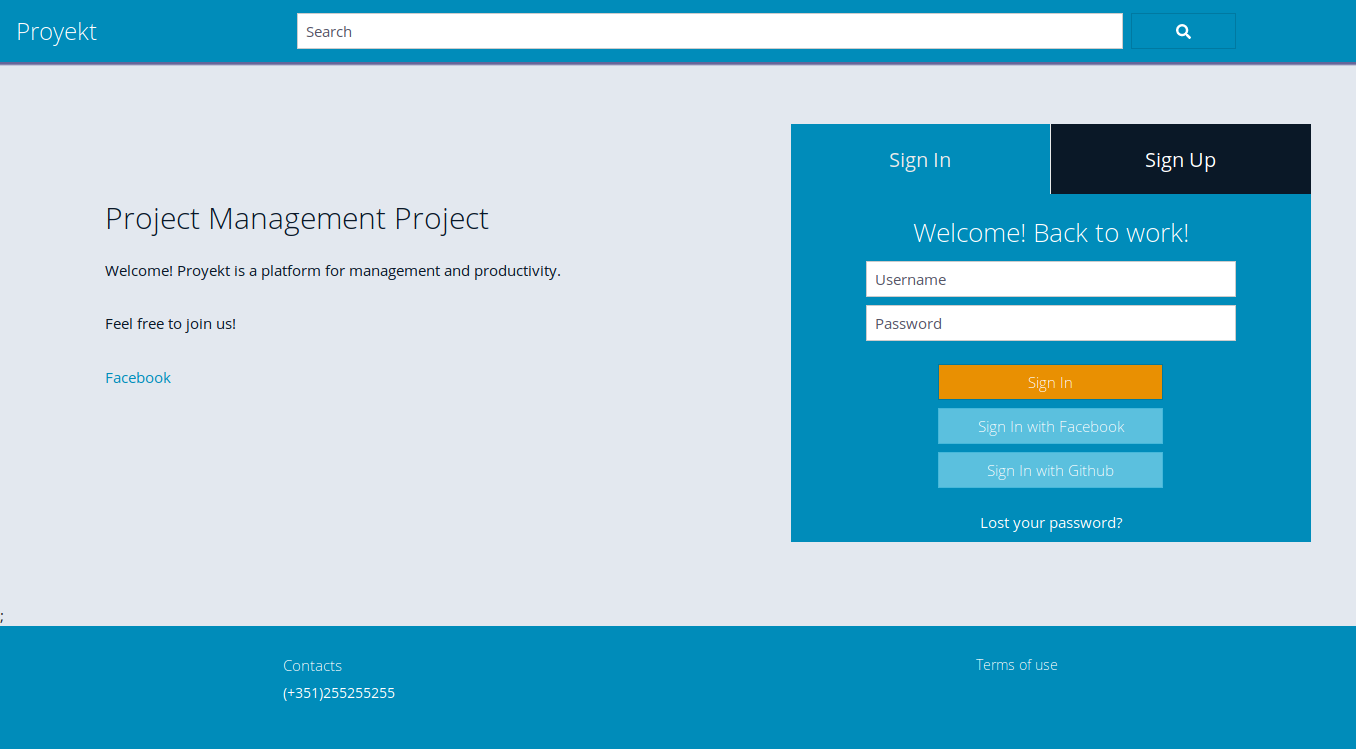 Proyekt
Search
Sign In
Sign Up
Project Management Project
Welcome! Proyekt is a platform for management and productivity.
Feel free to join us!
Facebook
Welcome! Back to work!
Username
Password
Sign In
Sign In with Facebook
Sign In with Github
Lost your password?
;
Contacts
(+351)255255255
Terms of use